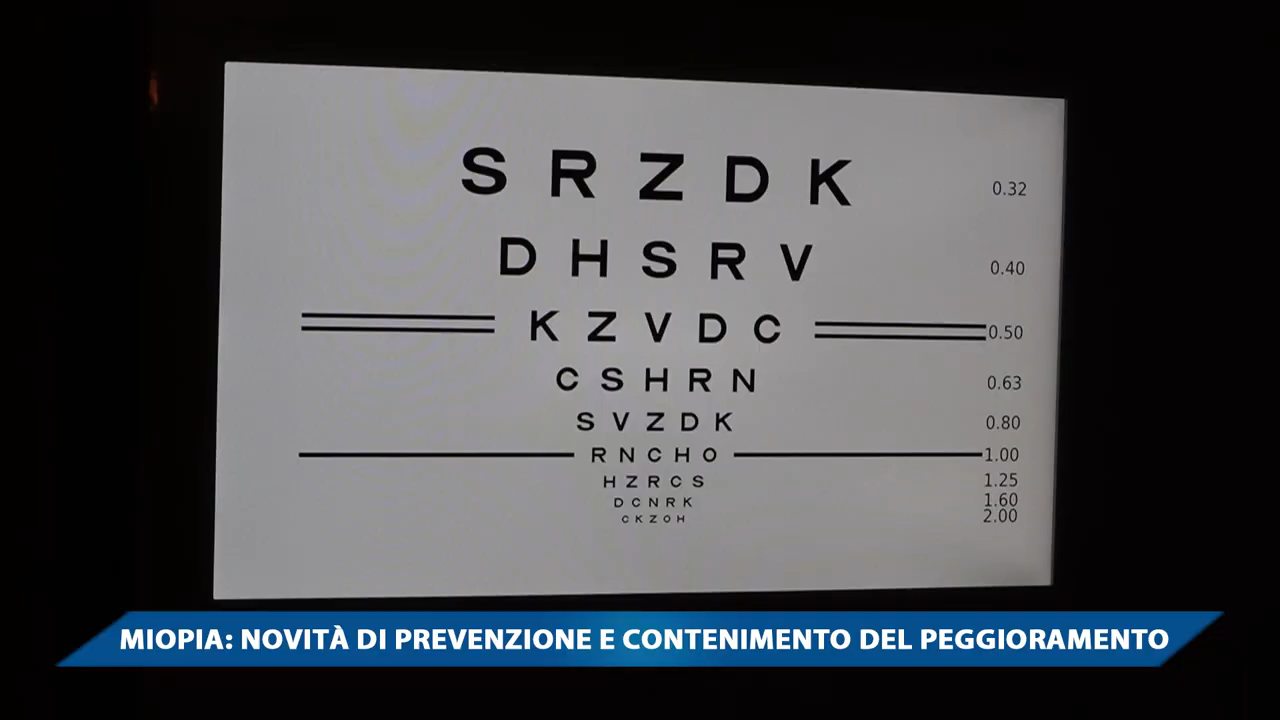 S R Z D K 0.32
D H S R V 0.40
K Z V D C 0.50
C S H R N 0.63
S V Z D K 0.80
R N C H O 1.00
H Z R C S 1.25
D C N R K 1.60
C K Z O H 2.00
MIOPIA: NOVITÀ DI PREVENZIONE E CONTENIMENTO DEL PEGGIORAMENTO